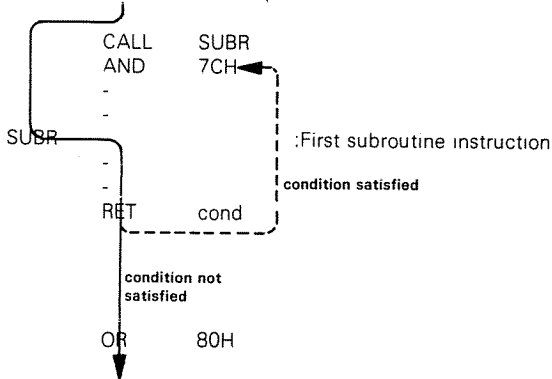 CALL SUBR
AND 7CH
-
-
SUBR :First subroutine instruction
-
condition satisfied
-
RET cond
condition not
satisfied
OR 80H